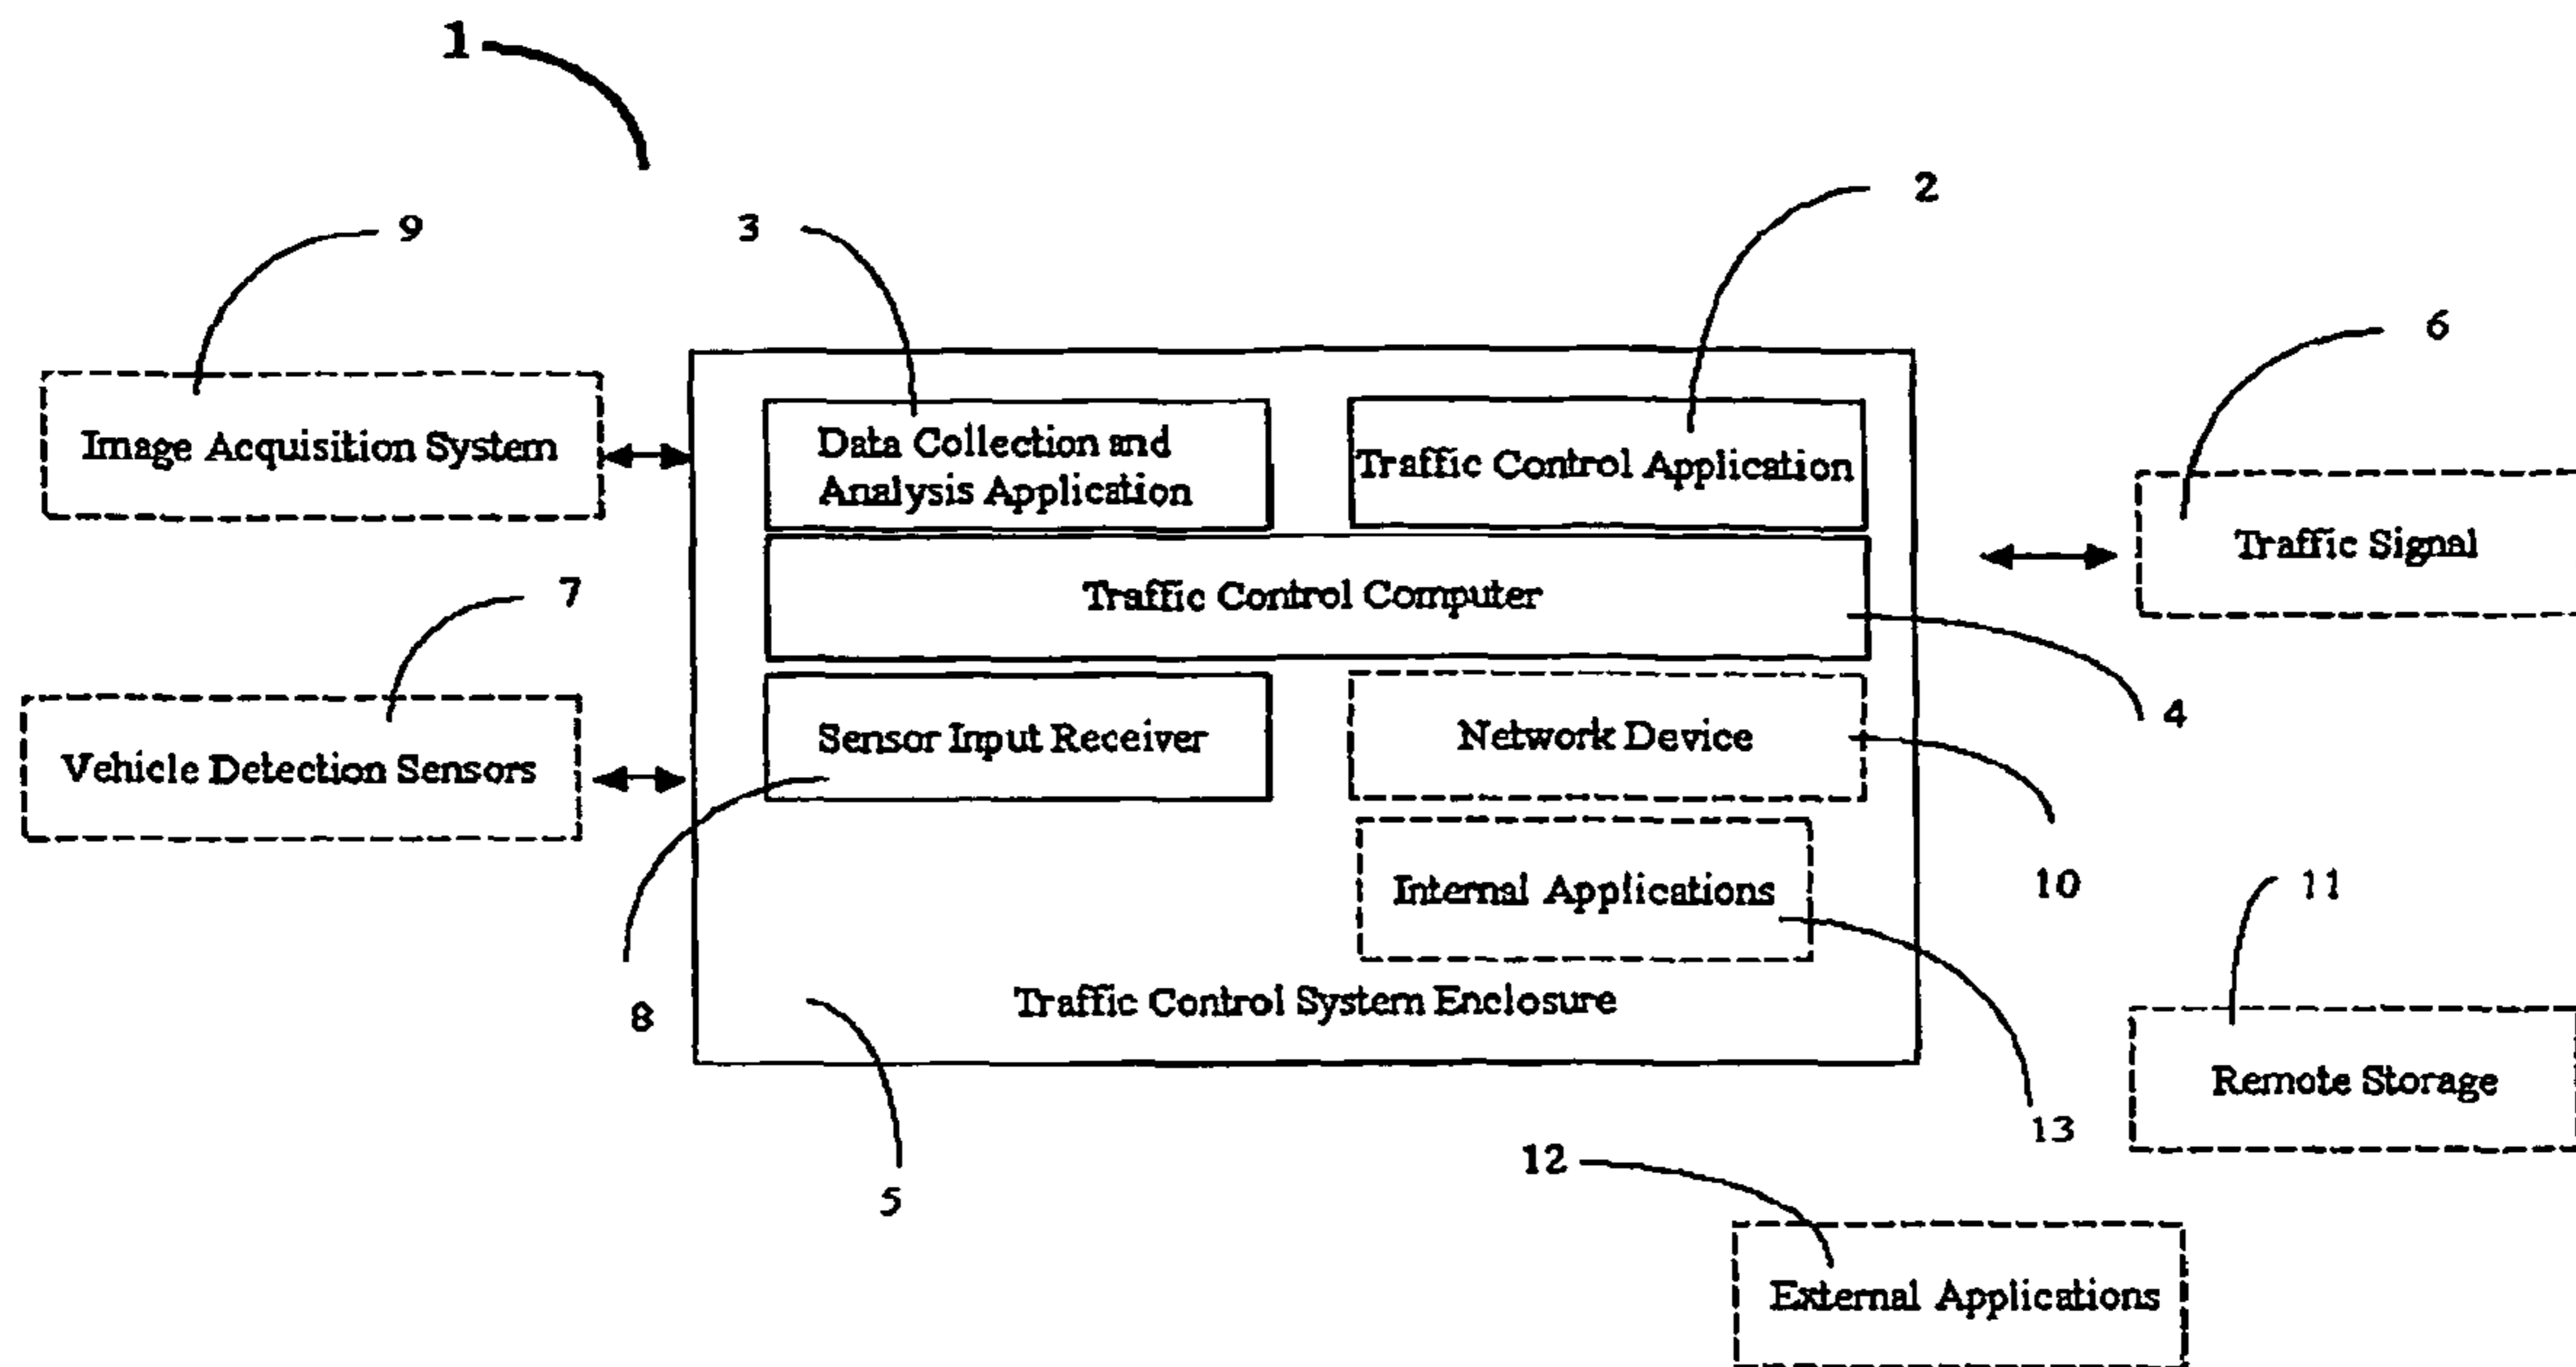 1
2
3
9
6
Data Collection and
Analysis Application
Traffic Control Application
Image Acquisition System
Traffic Signal
7
Traffic Control Computer
4
Vehicle Detection Sensors
Sensor Input Receiver
Network Device
10
11
Internal Applications
8
Traffic Control System Enclosure
Remote Storage
13
12
5
External Applications